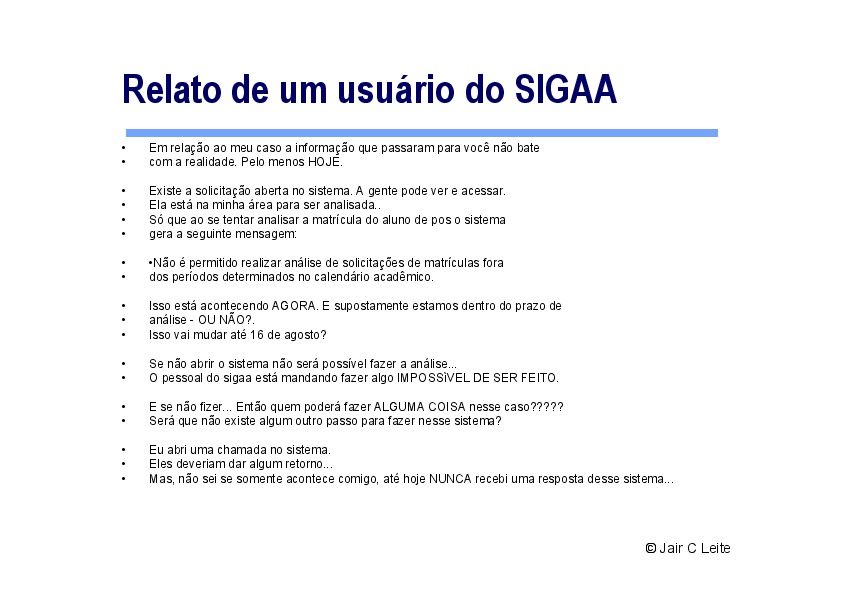 Relato de um usuário do SIGAA
• Em relação ao meu caso a informação que passaram para você não bate
• com a realidade. Pelo menos HOJE.
• Existe a solicitação aberta no sistema. A gente pode ver e acessar.
• Ela está na minha área para ser analisada..
• Só que ao se tentar analisar a matrícula do aluno de pos o sistema
• gera a seguinte mensagem:
• •Não é permitido realizar análise de solicitações de matrículas fora
• dos períodos determinados no calendário acadêmico.
• Isso está acontecendo AGORA. E supostamente estamos dentro do prazo de
• análise - OU NÃO?.
• Isso vai mudar até 16 de agosto?
• Se não abrir o sistema não será possível fazer a análise...
• O pessoal do sigaa está mandando fazer algo IMPOSSíVEL DE SER FEITO.
• E se não fizer... Então quem poderá fazer ALGUMA COISA nesse caso?????
• Será que não existe algum outro passo para fazer nesse sistema?
• Eu abri uma chamada no sistema.
• Eles deveriam dar algum retorno...
• Mas, não sei se somente acontece comigo, até hoje NUNCA recebi uma resposta desse sistema...
© Jair C Leite